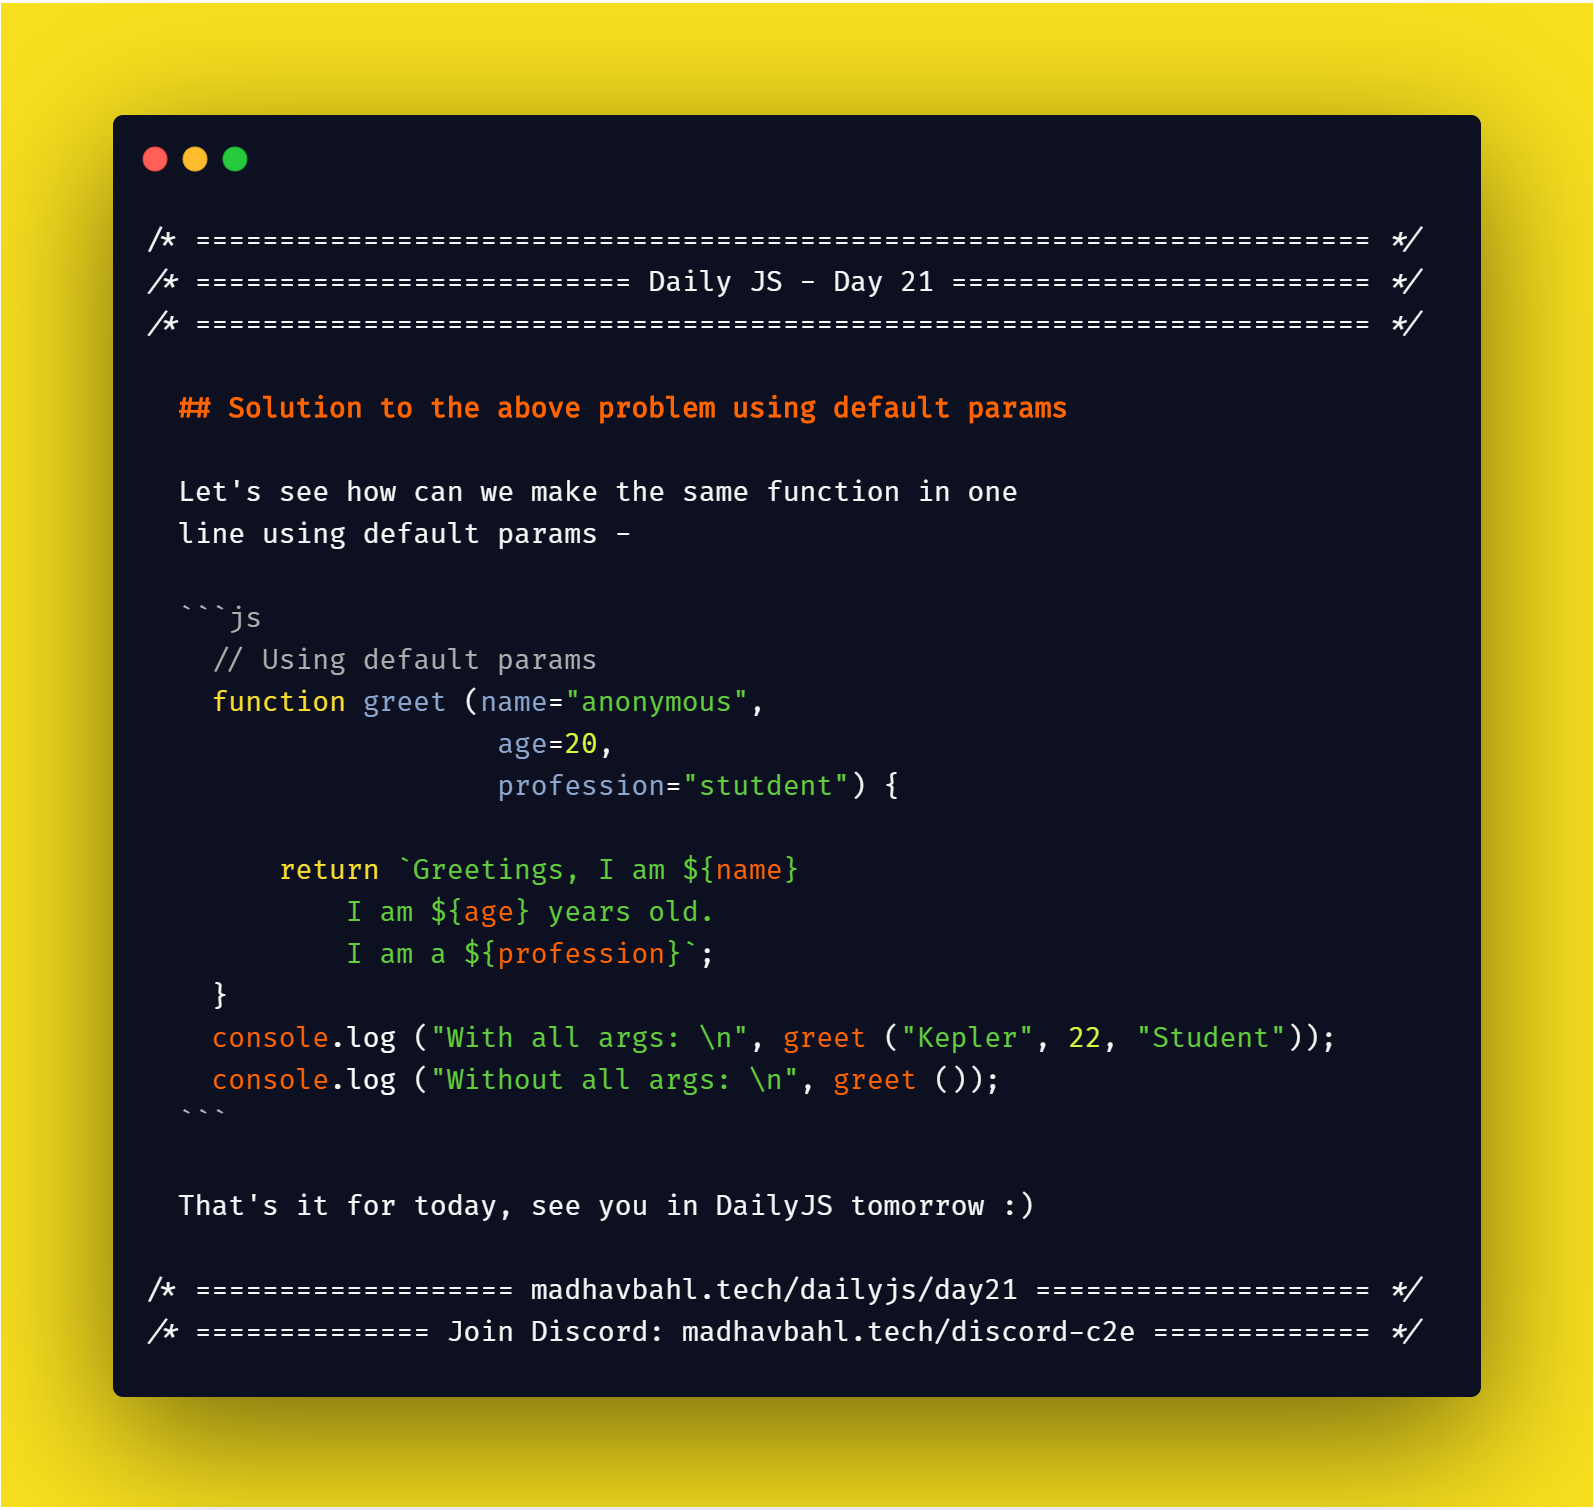 /* ====================================================================== */
/* ========================== Daily JS - Day 21 ========================= */
/* ====================================================================== */
## Solution to the above problem using default params
Let's see how can we make the same function in one
line using default params -
```js
// Using default params
function greet (name="anonymous",
age=20,
profession="stutdent") {
return `Greetings, I am ${name}
I am ${age} years old.
I am a ${profession}`;
}
console.log ("With all args: \n", greet ("Kepler", 22, "Student"));
console.log ("Without all args: \n", greet ());
```
That's it for today, see you in DailyJS tomorrow :)
/* =================== madhavbahl.tech/dailyjs/day21 ==================== */
/* ============== Join Discord: madhavbahl.tech/discord-c2e ============= */